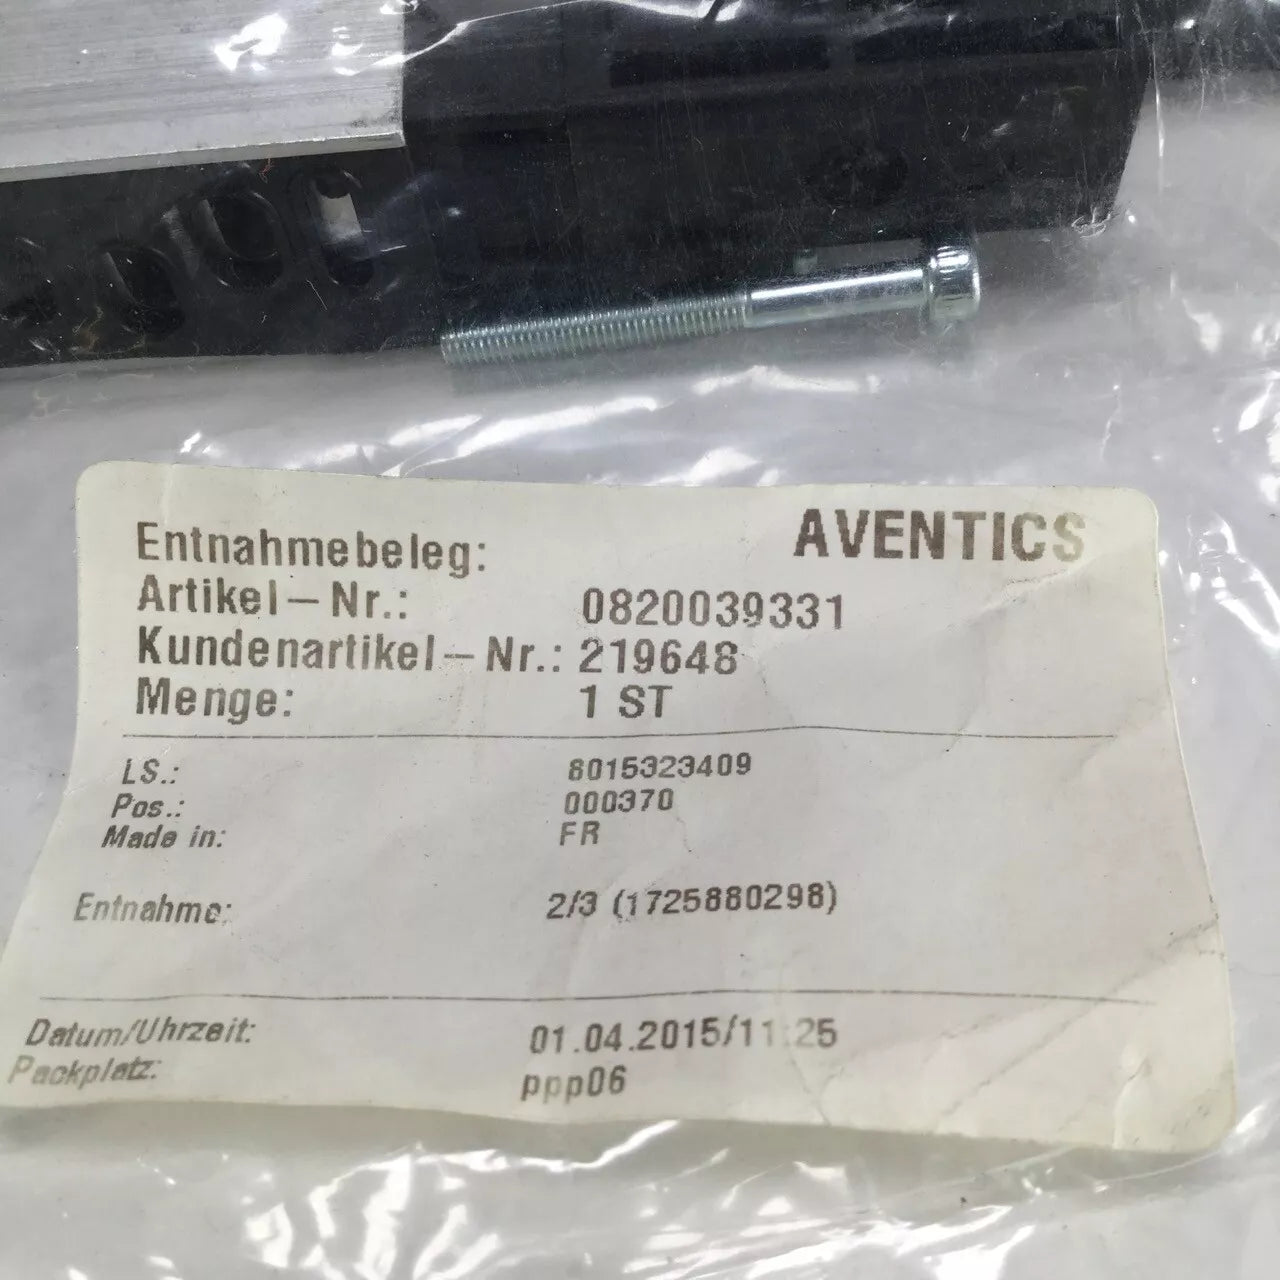 Entnahmebeleg: AVENTICS
Artikel-Nr.: 0820039331
Kundenartikel-Nr.: 219648
Menge: 1 ST
LS.: 8015323409
Pos.: 000370
Made in: FR
Entnahme: 2/3 (1725880298)
Datum/Uhrzeit: 01.04.2015/11:25
Packplatz: ppp06